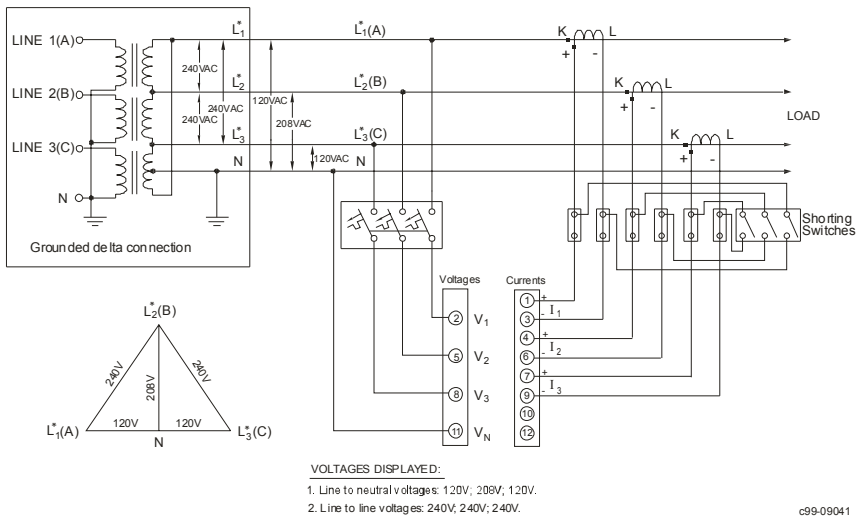 LINE 1(A)
LINE 2(B)
LINE 3(C)
N
Grounded delta connection
L*1
L*2
L*3
N
240VAC
240VAC
240VAC
120VAC
208VAC
120VAC
L*1(A)
L*2(B)
L*3(C)
N
K L
+ -
K L
+ -
K L
+ -
LOAD
Shorting
Switches
Voltages
2 V1
5 V2
8 V3
11 VN
Currents
1 +
3 - I1
4 +
6 - I2
7 +
9 - I3
10
12
L*2(B)
240V
208V
240V
L*1(A)
120V
120V
L*3(C)
N
VOLTAGES DISPLAYED:
1. Line to neutral voltages: 120V; 208V; 120V.
2. Line to line voltages: 240V; 240V; 240V.
c99-09041